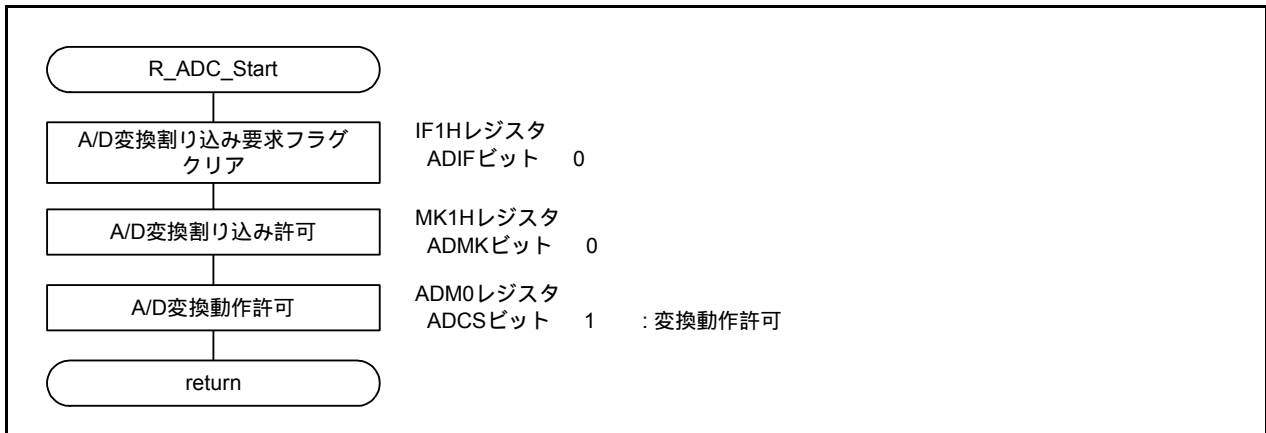 R_ADC_Start
A/D変換割り込み要求フラグ
クリア
IF1Hレジスタ
ADIFビット 0
A/D変換割り込み許可
MK1Hレジスタ
ADMKビット 0
A/D変換動作許可
ADM0レジスタ
ADCSビット 1 : 変換動作許可
return